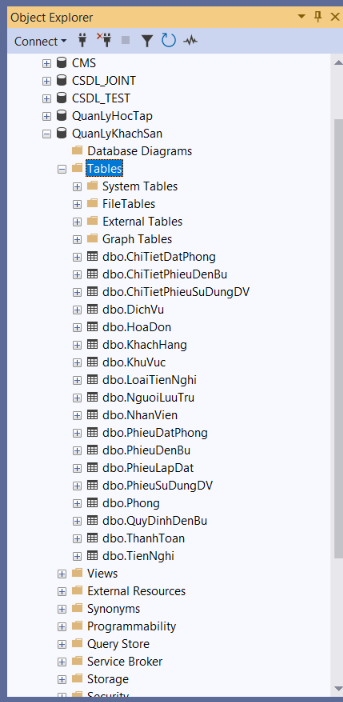 Object Explorer
Connect
CMS
CSDL_JOINT
CSDL_TEST
QuanLyHocTap
QuanLyKhachSan
Database Diagrams
Tables
System Tables
FileTables
External Tables
Graph Tables
dbo.ChiTietDatPhong
dbo.ChiTietPhieuDenBu
dbo.ChiTietPhieuSuDungDV
dbo.DichVu
dbo.HoaDon
dbo.KhachHang
dbo.KhuVuc
dbo.LoaiTienNghi
dbo.NguoiLuuTru
dbo.NhanVien
dbo.PhieuDatPhong
dbo.PhieuDenBu
dbo.PhieuLapDat
dbo.PhieuSuDungDV
dbo.Phong
dbo.QuyDinhDenBu
dbo.ThanhToan
dbo.TienNghi
Views
External Resources
Synonyms
Programmability
Query Store
Service Broker
Storage
Security